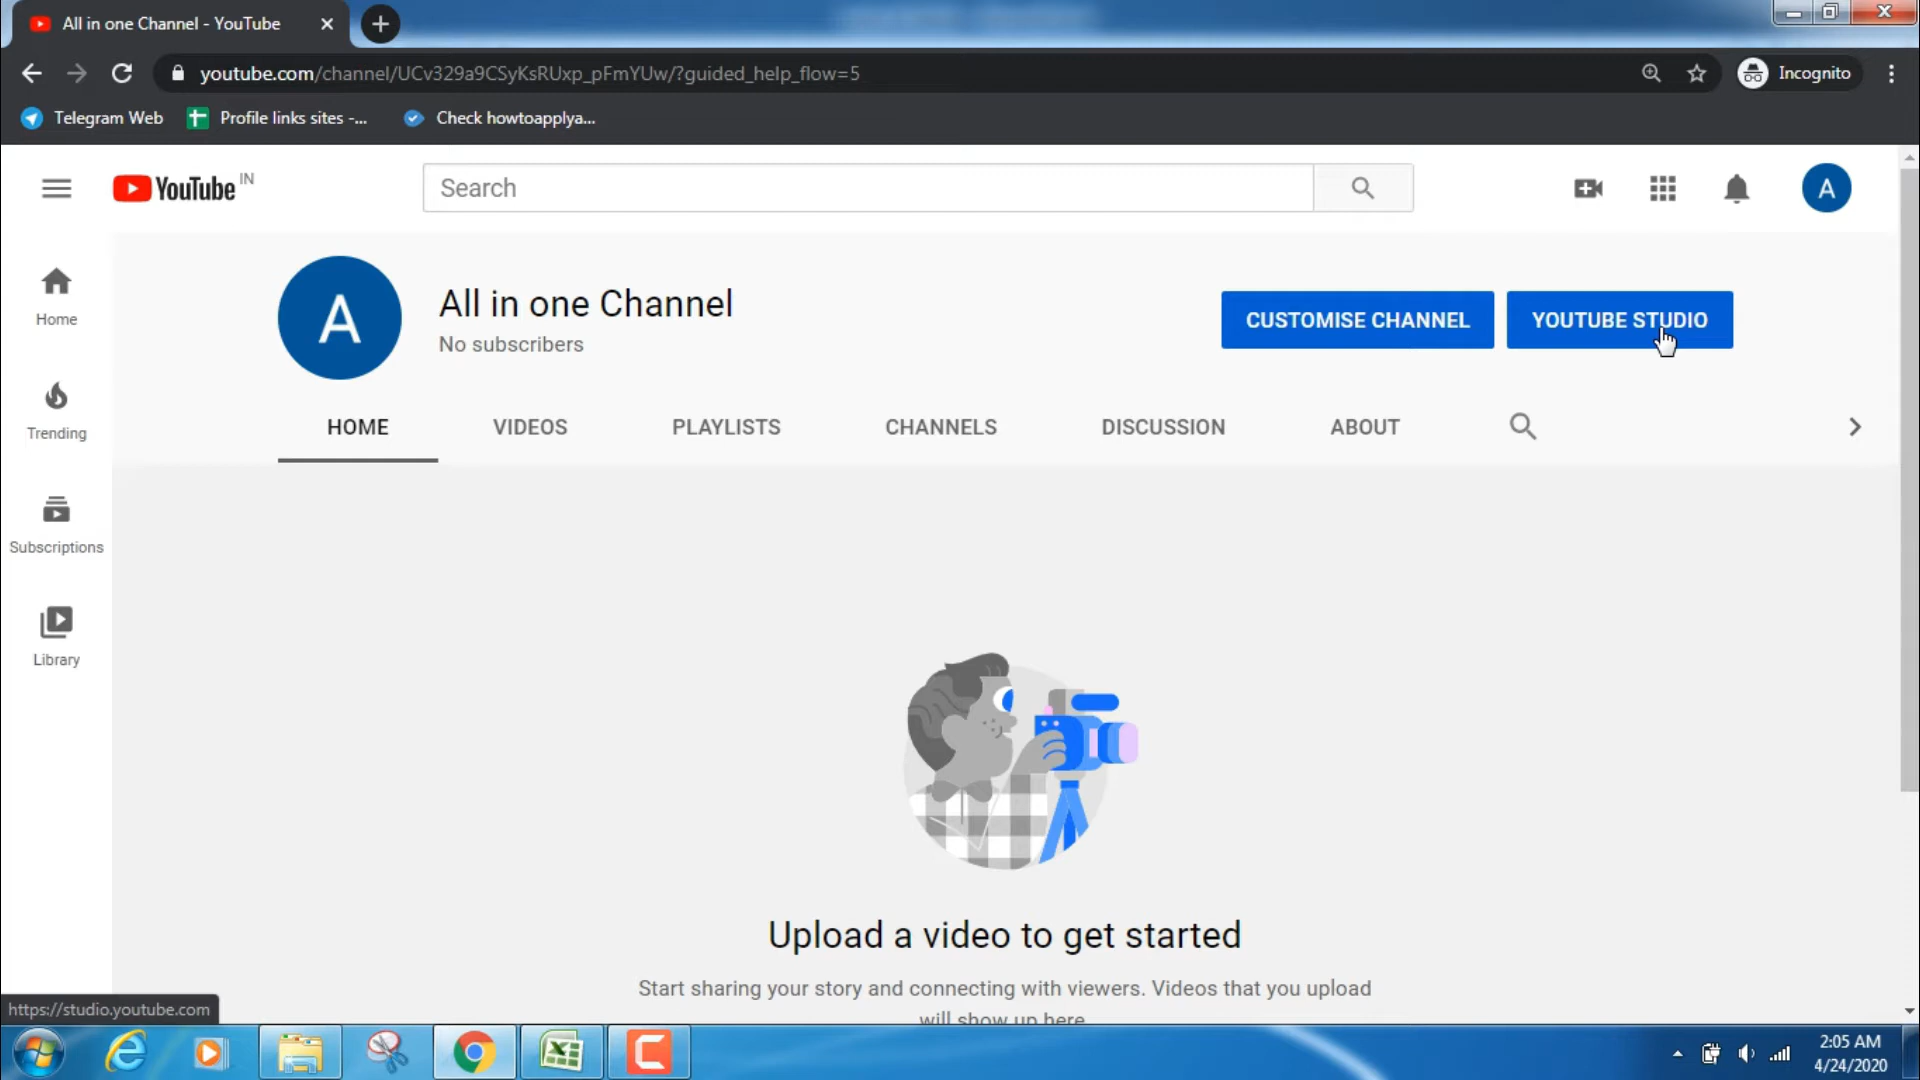 All in one Channel - YouTube
youtube.com/channel/UCv329a9CSyKsRUxp_pFmYUw/?guided_help_flow=5
Incognito
Telegram Web
Profile links sites -...
Check howtoapplya...
YouTube IN
Search
A
Home
Trending
Subscriptions
Library
A
All in one Channel
No subscribers
CUSTOMISE CHANNEL
YOUTUBE STUDIO
HOME
VIDEOS
PLAYLISTS
CHANNELS
DISCUSSION
ABOUT
Upload a video to get started
Start sharing your story and connecting with viewers. Videos that you upload
will show up here
https://studio.youtube.com
2:05 AM
4/24/2020